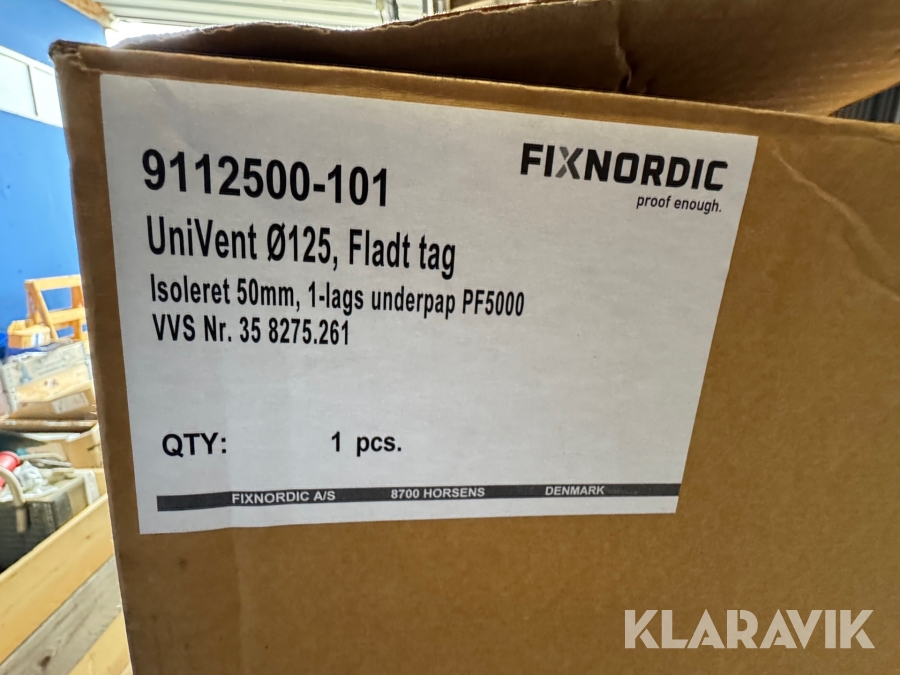 FIXNORDIC
proof enough.
9112500-101
UniVent Ø125, Fladt tag
Isoleret 50mm, 1-lags underpap PF5000
VVS Nr. 35 8275.261
QTY: 1 pcs.
FIXNORDIC A/S 8700 HORSENS DENMARK
KLARAVIK